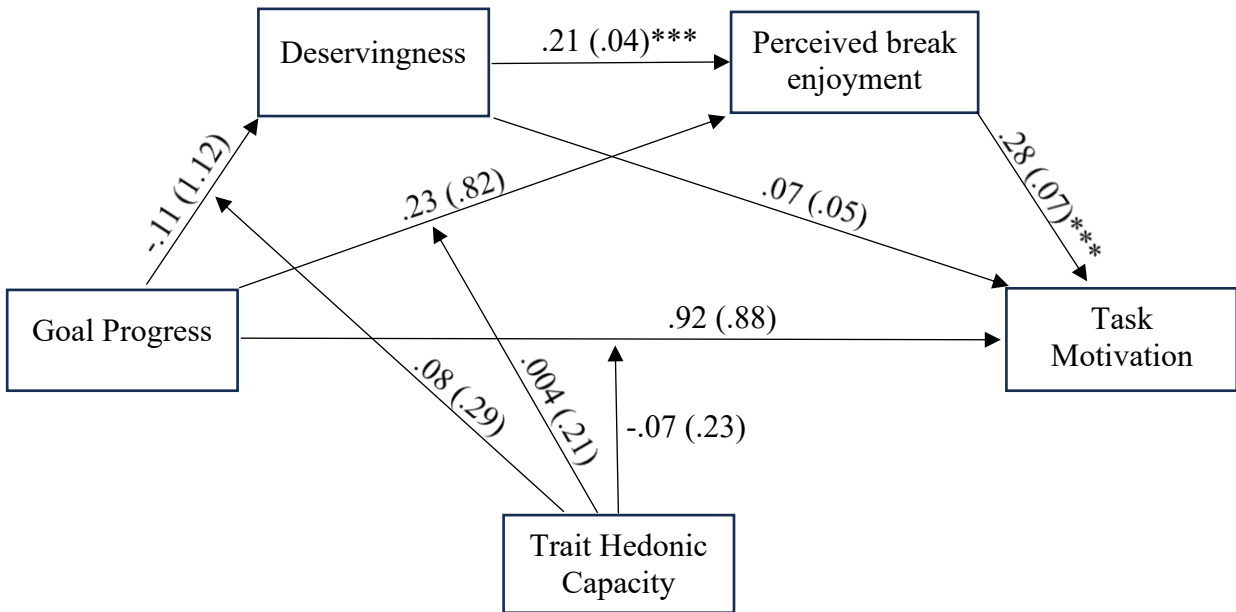 Deservingness
.21 (.04)***
Perceived break
enjoyment
-.11 (1.12)
.23 (.82)
.07 (.05)
.28 (.07)***
Goal Progress
.92 (.88)
Task
Motivation
.08 (.29)
.004 (.21)
-.07 (.23)
Trait Hedonic
Capacity